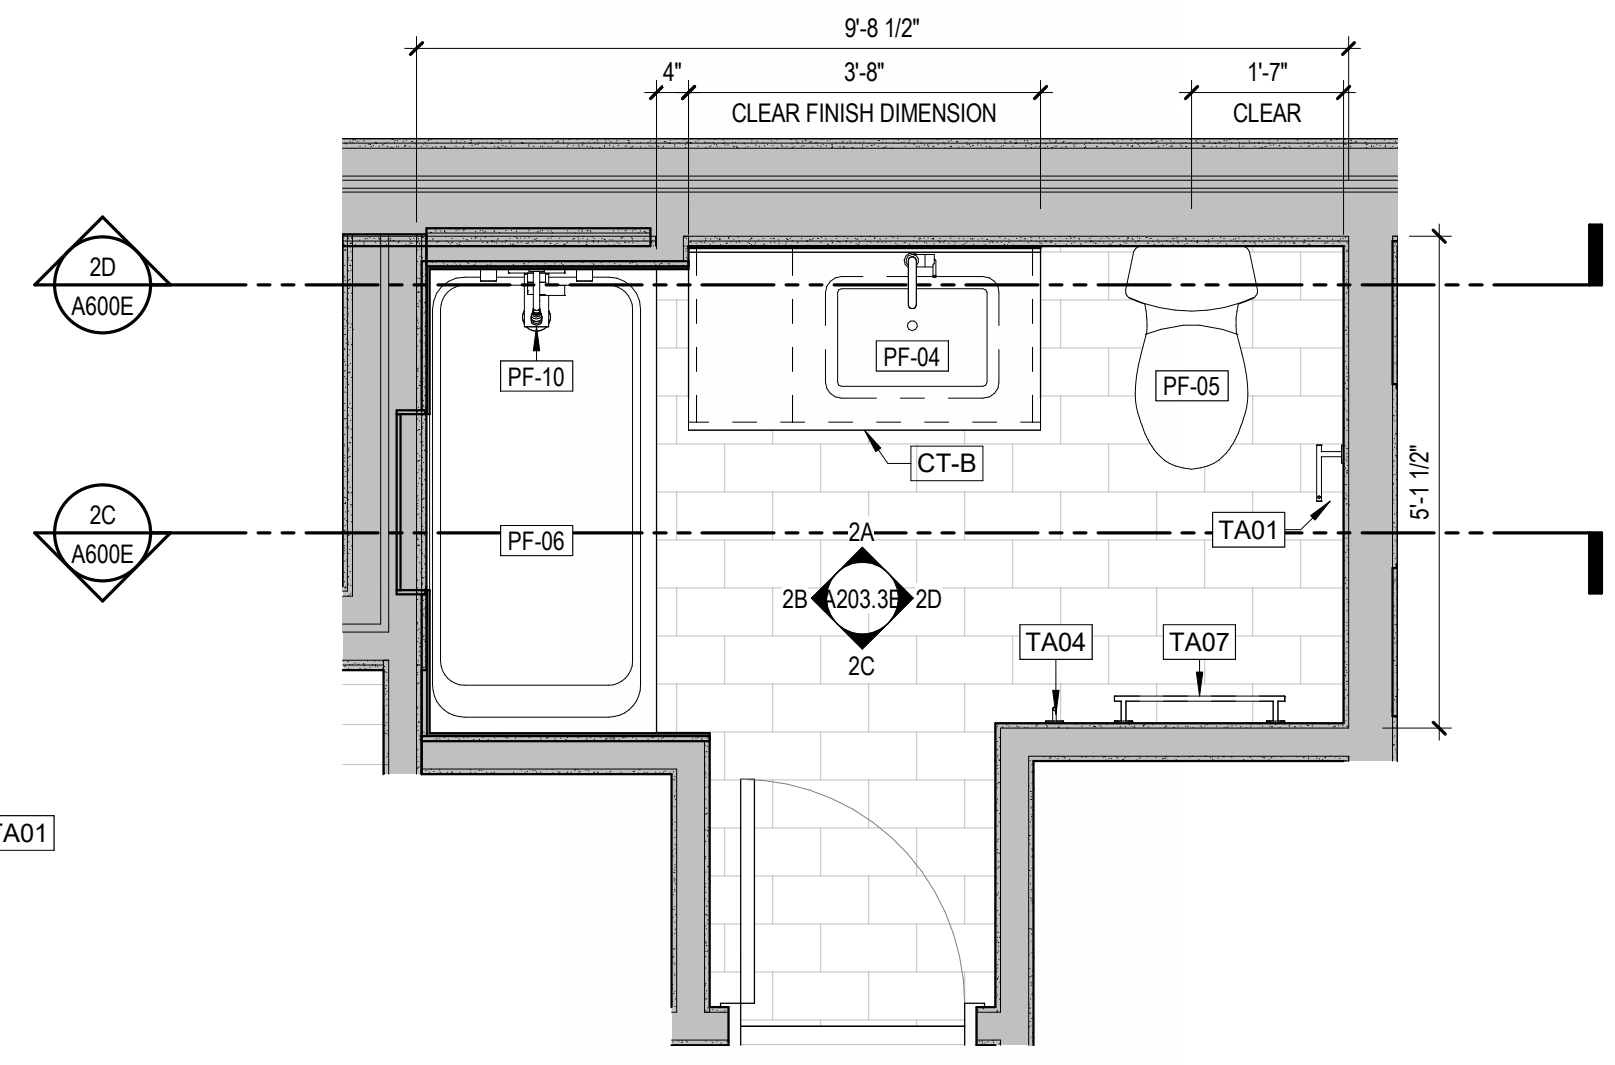 9'-8 1/2"
4" 3'-8" 1'-7"
CLEAR FINISH DIMENSION CLEAR
2D
A600E
PF-10
PF-04
PF-05
CT-B
5'-1 1/2"
2C
A600E
PF-06
TA01
2A
2B A203.3E 2D
2C
TA04 TA07
TA01